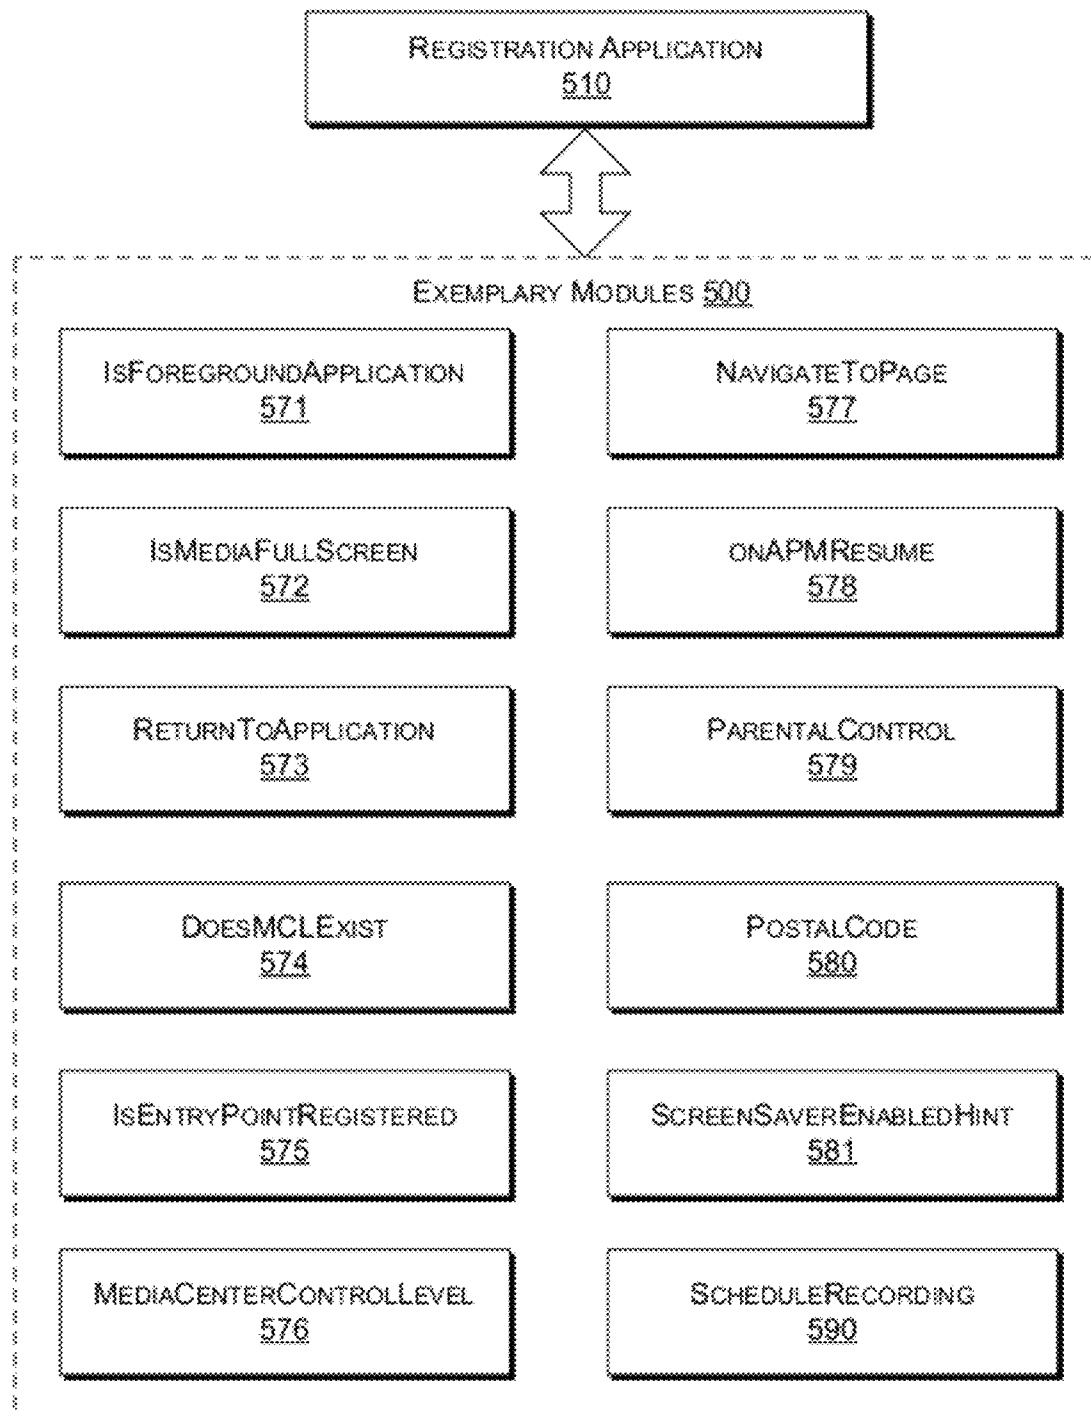 REGISTRATION APPLICATION
510
EXEMPLARY MODULES 500
ISFOREGROUNDAPPLICATION
571
NAVIGATETOPAGE
577
ISMEDIAFULLSCREEN
572
ONAPMRESUME
578
RETURNTOAPPLICATION
573
PARENTALCONTROL
579
DOESMCLEXIST
574
POSTALCODE
580
ISENTRYPOINTREGISTERED
575
SCREENSAVERENABLEDHINT
581
MEDIACENTERCONTROLLEVEL
576
SCHEDULERECORDING
590